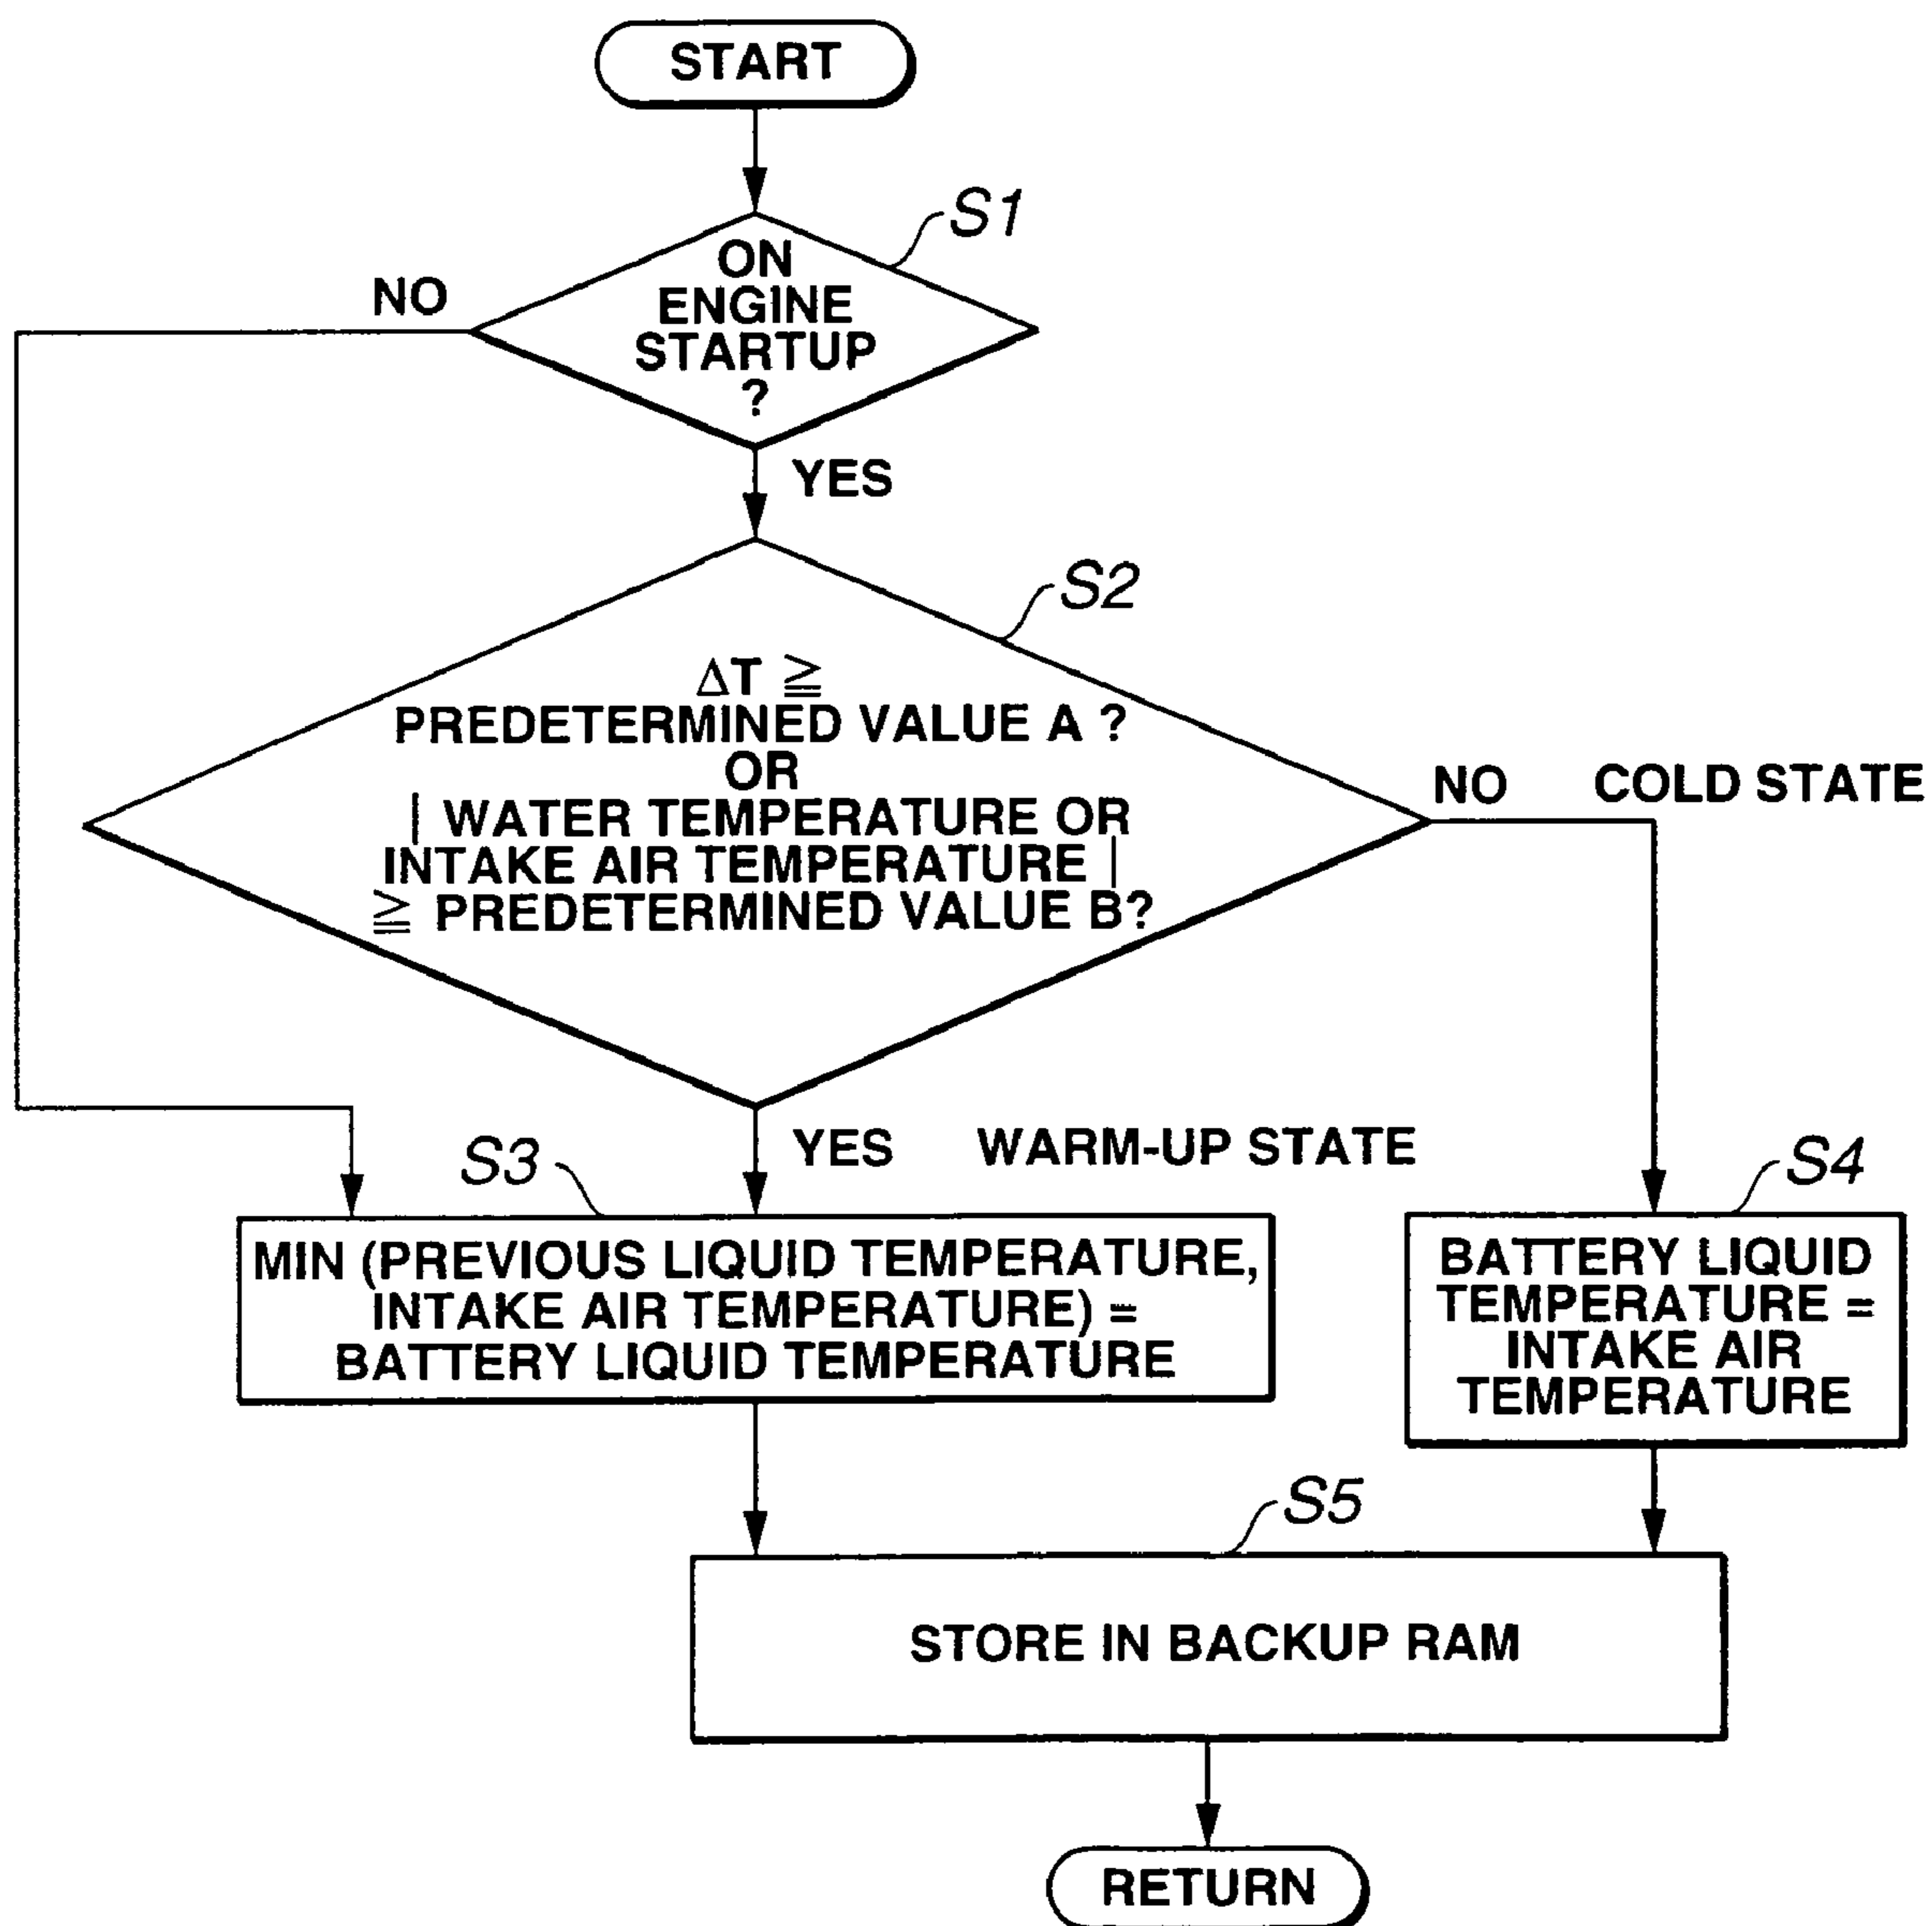 START
S1
ON
ENGINE
STARTUP
?
NO
YES
S2
ΔT ≧
PREDETERMINED VALUE A ?
OR
| WATER TEMPERATURE OR
INTAKE AIR TEMPERATURE |
≧ PREDETERMINED VALUE B?
NO COLD STATE
YES WARM-UP STATE
S3
MIN (PREVIOUS LIQUID TEMPERATURE,
INTAKE AIR TEMPERATURE) =
BATTERY LIQUID TEMPERATURE
S4
BATTERY LIQUID
TEMPERATURE =
INTAKE AIR
TEMPERATURE
S5
STORE IN BACKUP RAM
RETURN